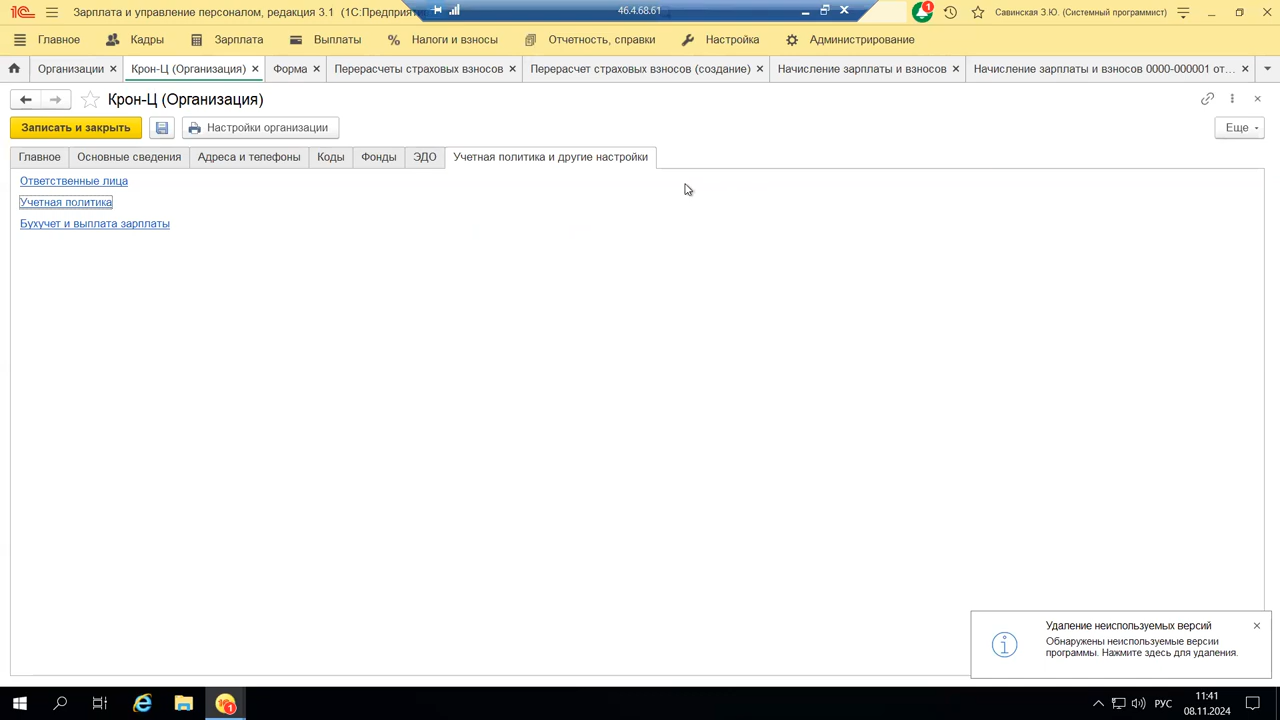 Зарплата и управление персоналом, редакция 3.1 (1С:Предприятие
46.4.68.61
1
Савинская З.Ю. (Системный программист)
Главное
Кадры
Зарплата
Выплаты
Налоги и взносы
Отчетность, справки
Настройка
Администрирование
Организации
Крон-Ц (Организация)
Форма
Перерасчеты страховых взносов
Перерасчет страховых взносов (создание)
Начисление зарплаты и взносов
Начисление зарплаты и взносов 0000-000001 от...
Крон-Ц (Организация)
Записать и закрыть
Настройки организации
Еще
Главное
Основные сведения
Адреса и телефоны
Коды
Фонды
ЭДО
Учетная политика и другие настройки
Ответственные лица
Учетная политика
Бухучет и выплата зарплаты
Удаление неиспользуемых версий
Обнаружены неиспользуемые версии
программы. Нажмите здесь для удаления.
1
РУС
11:41
08.11.2024